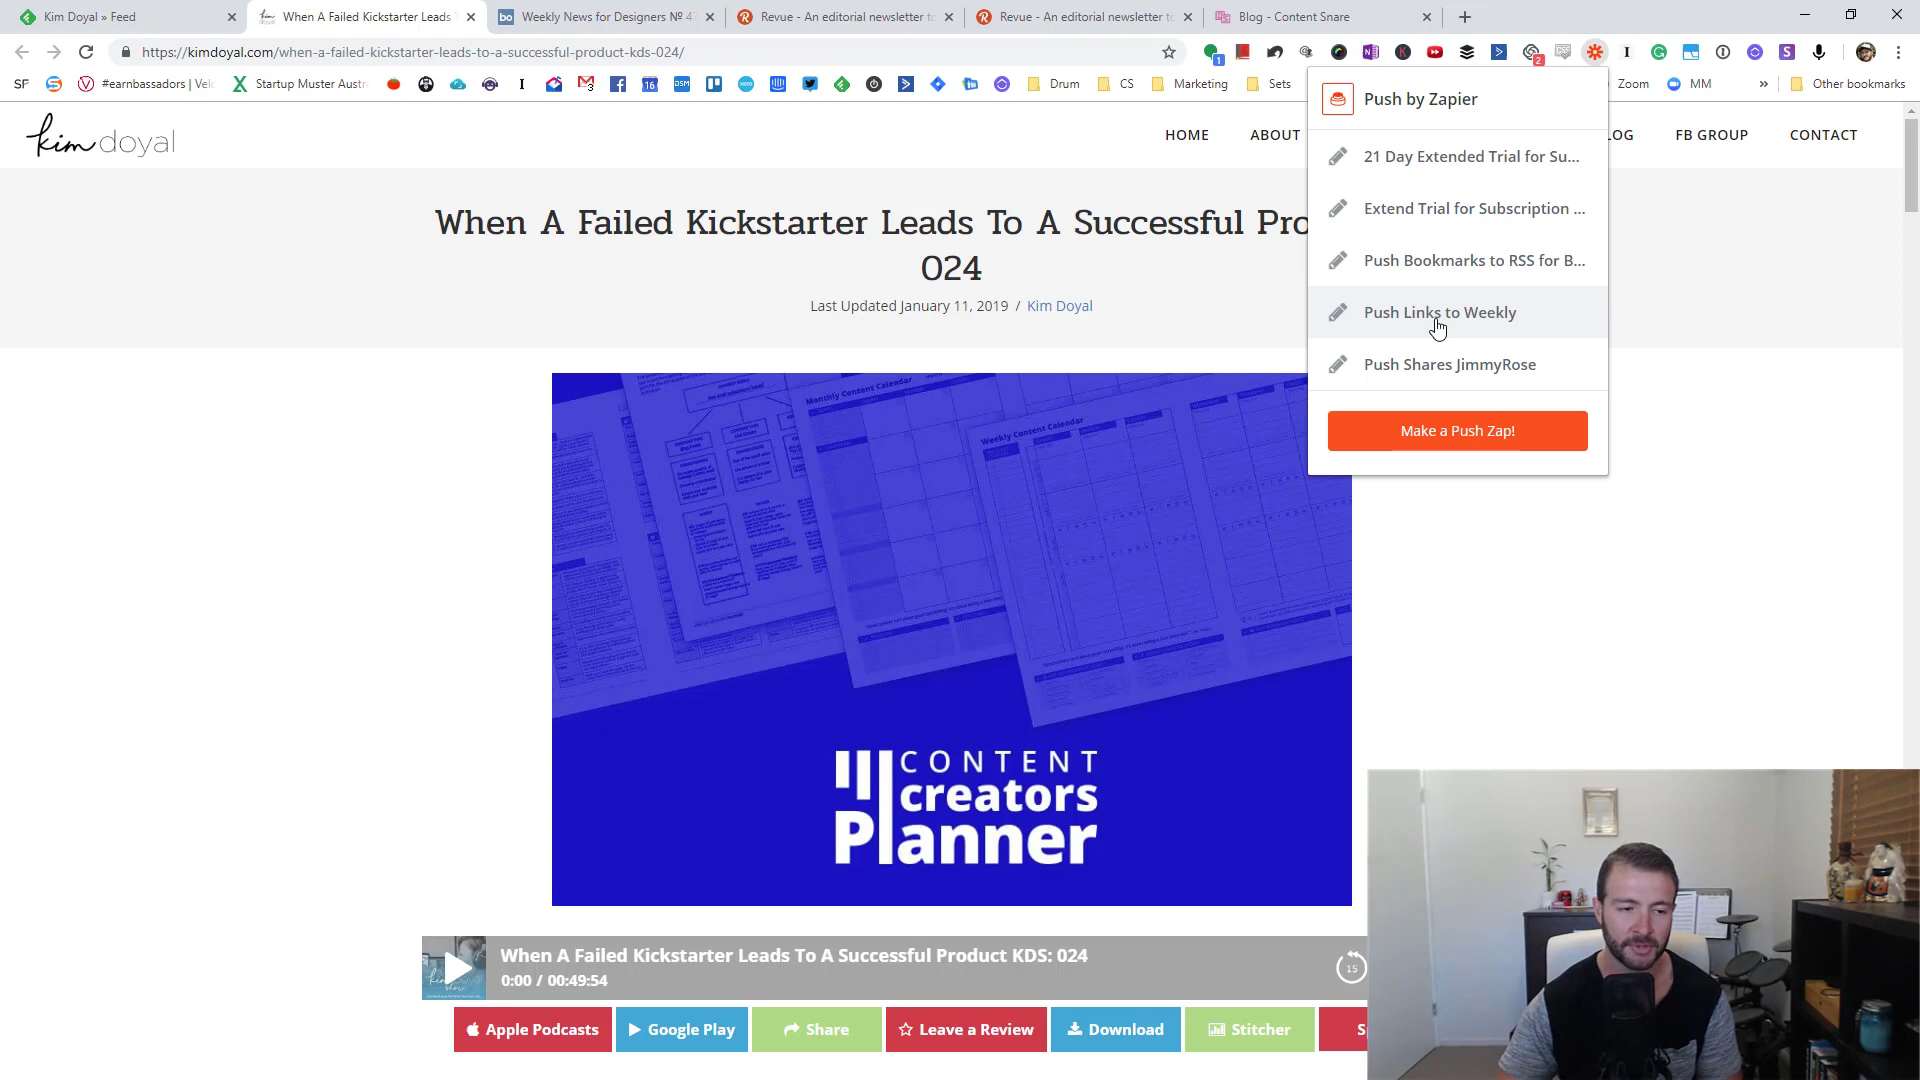 Kim Doyal » Feed
When A Failed Kickstarter Leads
Weekly News for Designers № 47
Revue - An editorial newsletter to
Revue - An editorial newsletter to
Blog - Content Snare
https://kimdoyal.com/when-a-failed-kickstarter-leads-to-a-successful-product-kds-024/
SF
#earnbassadors | Velo
Startup Muster Austr
Drum
CS
Marketing
Sets
Zoom
MM
»
Other bookmarks
kim doyal
HOME
ABOUT
LOG
FB GROUP
CONTACT
Push by Zapier
21 Day Extended Trial for Su...
Extend Trial for Subscription ...
Push Bookmarks to RSS for B...
Push Links to Weekly
Push Shares JimmyRose
Make a Push Zap!
When A Failed Kickstarter Leads To A Successful Pro
024
Last Updated January 11, 2019 / Kim Doyal
Monthly Content Calendar
Weekly Content Calendar
CONTENT
creators
Planner
When A Failed Kickstarter Leads To A Successful Product KDS: 024
0:00 / 00:49:54
15
Apple Podcasts
Google Play
Share
Leave a Review
Download
Stitcher
Sp